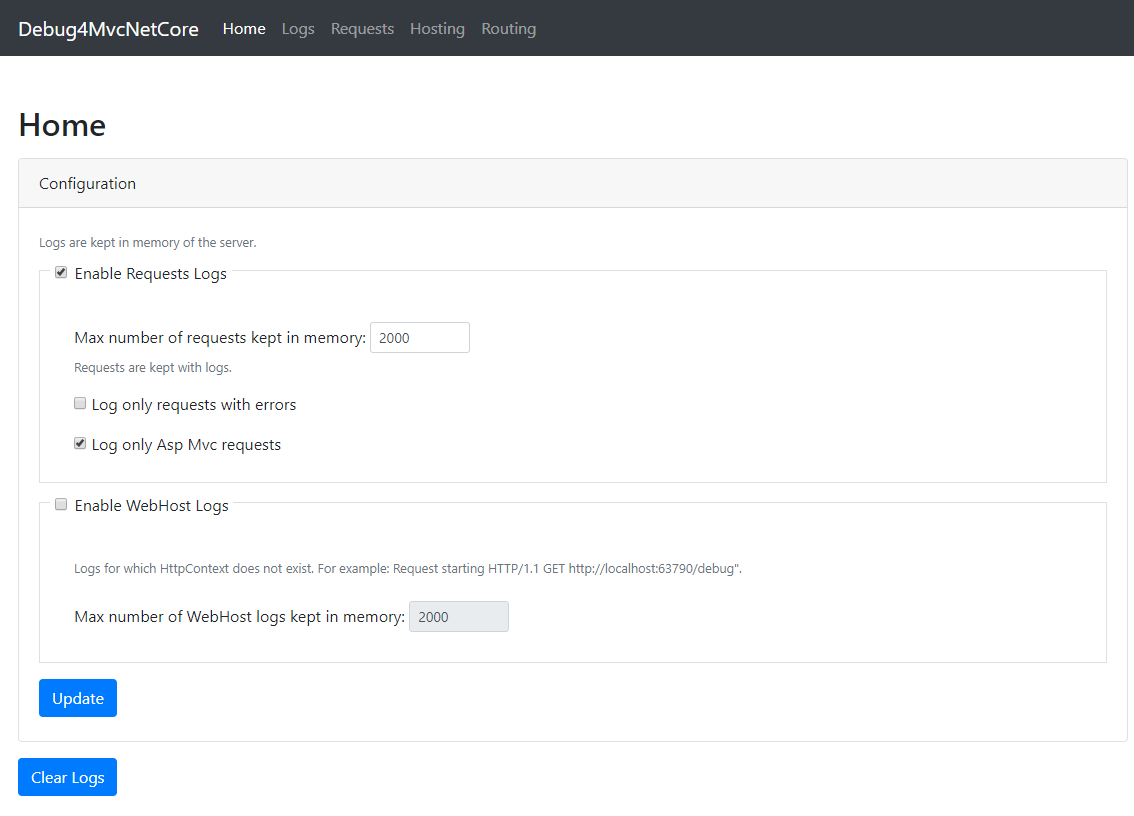 Debug4MvcNetCore Home Logs Requests Hosting Routing
Home
Configuration
Logs are kept in memory of the server.
Enable Requests Logs
Max number of requests kept in memory: 2000
Requests are kept with logs.
Log only requests with errors
Log only Asp Mvc requests
Enable WebHost Logs
Logs for which HttpContext does not exist. For example: Request starting HTTP/1.1 GET http://localhost:63790/debug".
Max number of WebHost logs kept in memory: 2000
Update
Clear Logs